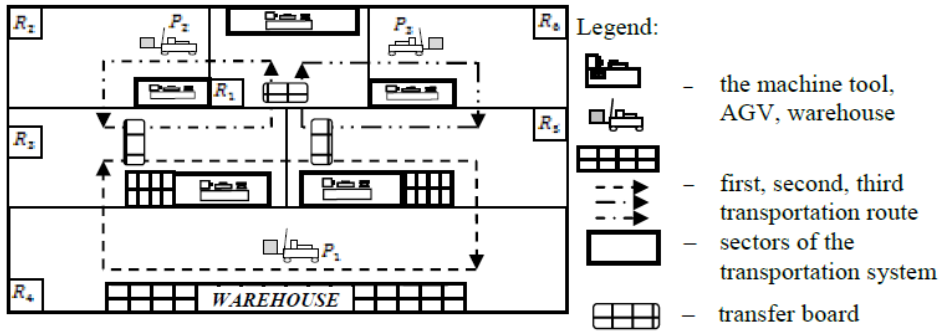 R₂
P₂
P₃
R₆
R₁
R₃
R₅
P₁
R₄
WAREHOUSE
Legend:
– the machine tool,
AGV, warehouse
– first, second, third
transportation route
– sectors of the
transportation system
– transfer board